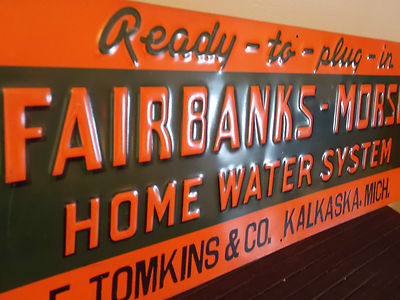 Ready-to-plug-in
FAIRBANKS-MORS
HOME WATER SYSTEM
F. TOMKINS & CO. KALKASKA, MICH.